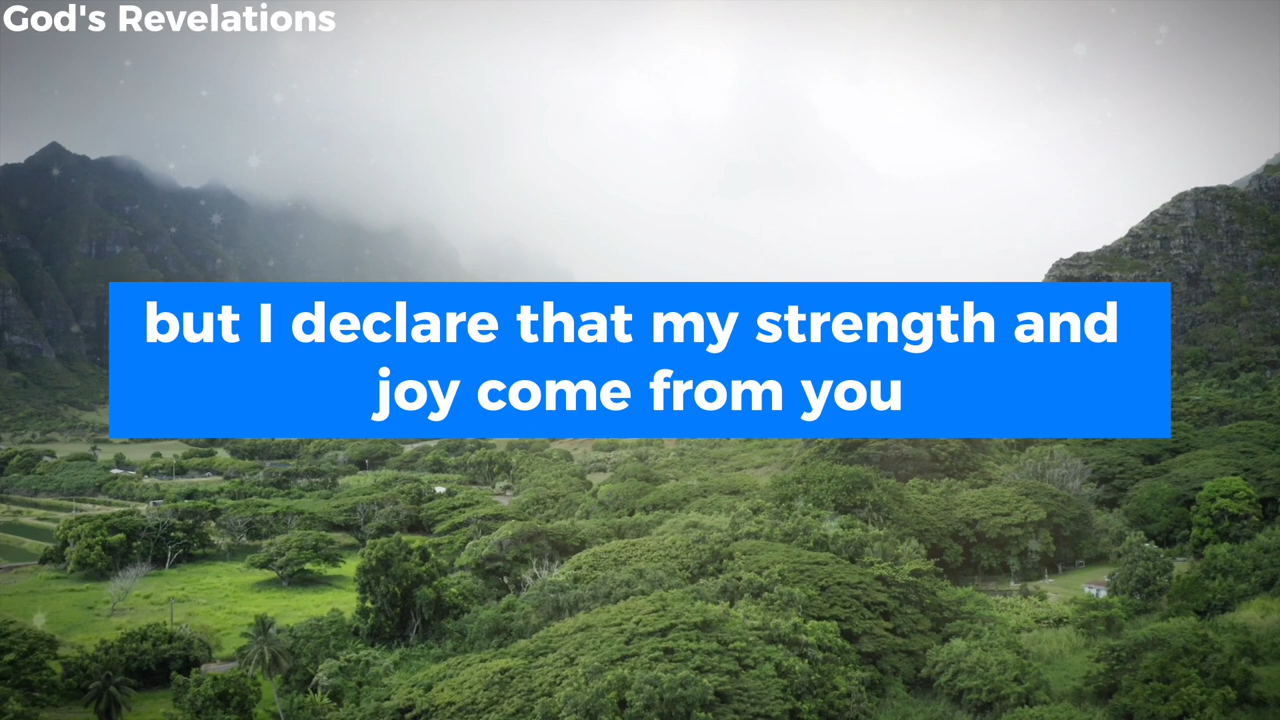 God's Revelations
but I declare that my strength and
joy come from you